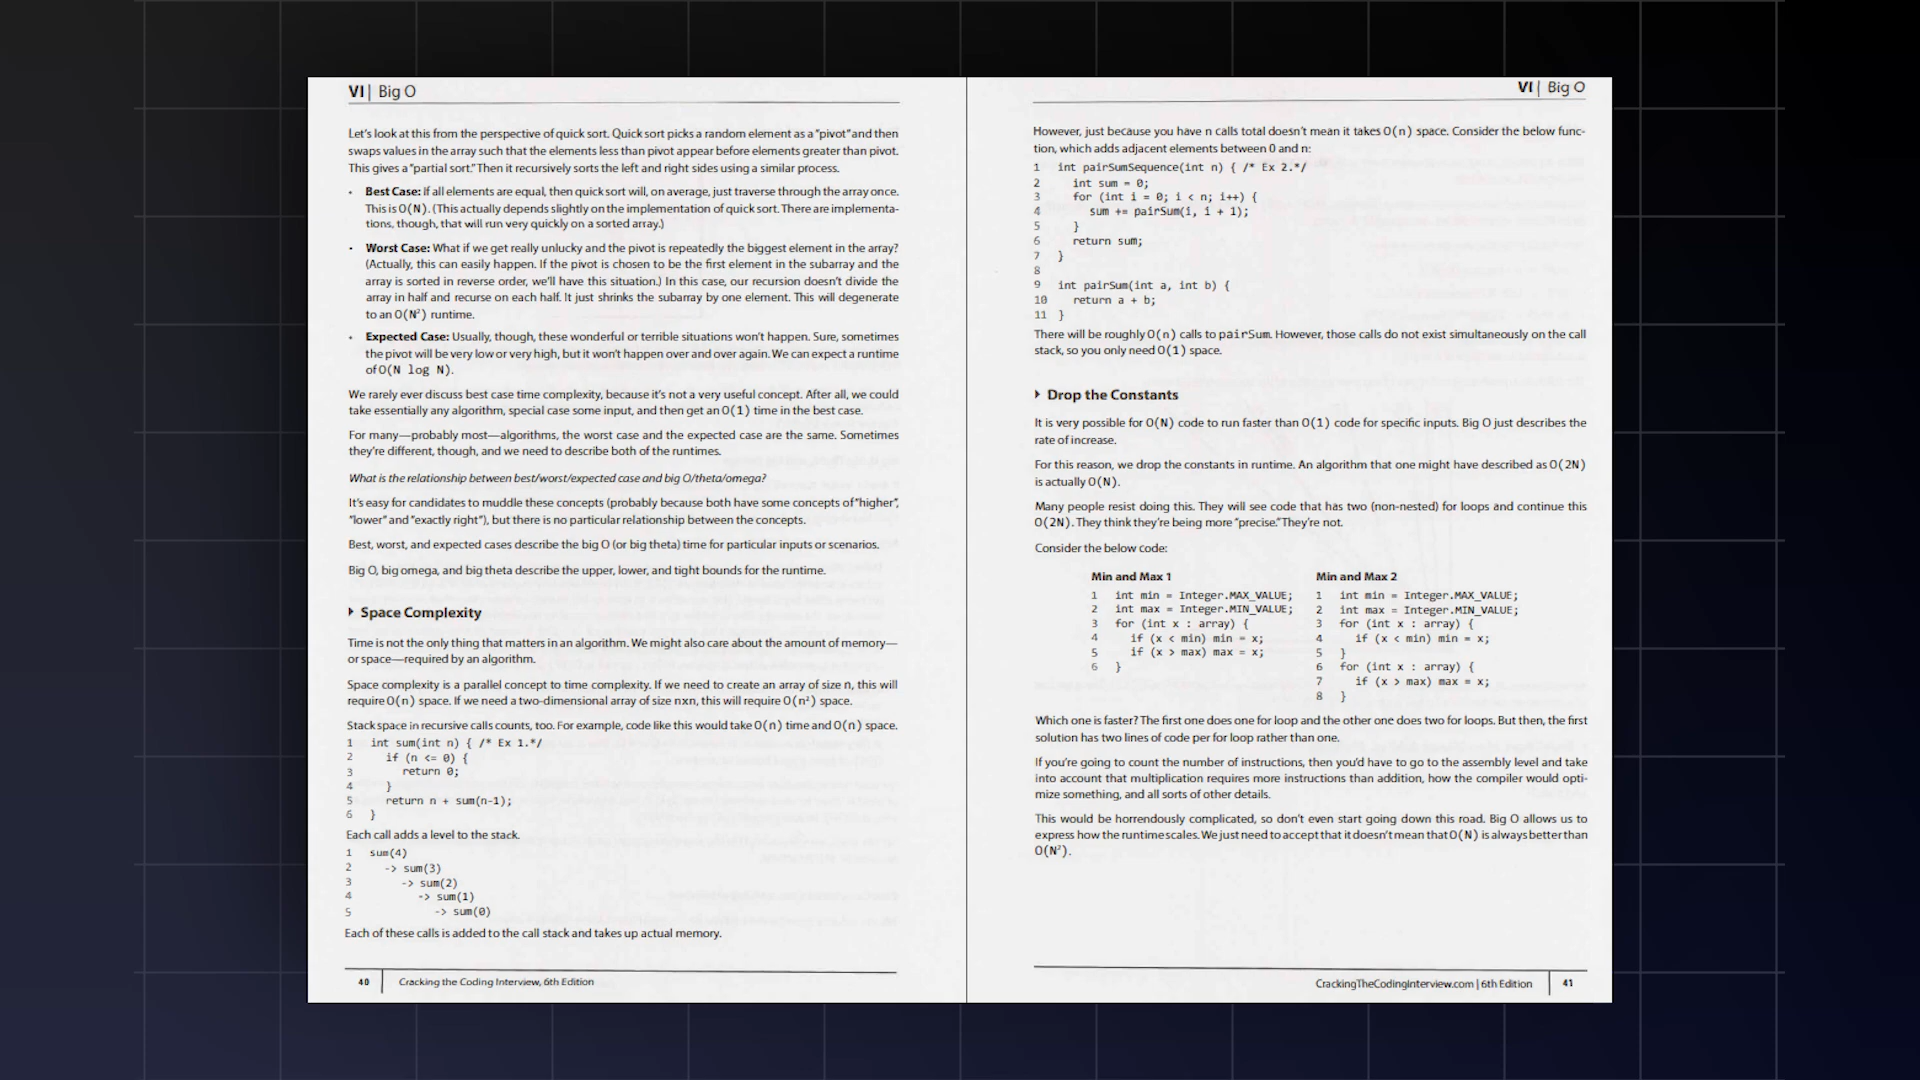 VI | Big O
Let's look at this from the perspective of quick sort. Quick sort picks a random element as a "pivot" and then
swaps values in the array such that the elements less than pivot appear before elements greater than pivot.
This gives a "partial sort." Then it recursively sorts the left and right sides using a similar process.
• Best Case: If all elements are equal, then quick sort will, on average, just traverse through the array once.
This is O(N). (This actually depends slightly on the implementation of quick sort. There are implementa-
tions, though, that will run very quickly on a sorted array.)
• Worst Case: What if we get really unlucky and the pivot is repeatedly the biggest element in the array?
(Actually, this can easily happen. If the pivot is chosen to be the first element in the subarray and the
array is sorted in reverse order, we'll have this situation.) In this case, our recursion doesn't divide the
array in half and recurse on each half. It just shrinks the subarray by one element. This will degenerate
to an O(N²) runtime.
• Expected Case: Usually, though, these wonderful or terrible situations won't happen. Sure, sometimes
the pivot will be very low or very high, but it won't happen over and over again. We can expect a runtime
of O(N log N).
We rarely ever discuss best case time complexity, because it's not a very useful concept. After all, we could
take essentially any algorithm, special case some input, and then get an O(1) time in the best case.
For many—probably most—algorithms, the worst case and the expected case are the same. Sometimes
they're different, though, and we need to describe both of the runtimes.
What is the relationship between best/worst/expected case and big O/theta/omega?
It's easy for candidates to muddle these concepts (probably because both have some concepts of "higher",
"lower" and "exactly right"), but there is no particular relationship between the concepts.
Best, worst, and expected cases describe the big O (or big theta) time for particular inputs or scenarios.
Big O, big omega, and big theta describe the upper, lower, and tight bounds for the runtime.
Space Complexity
Time is not the only thing that matters in an algorithm. We might also care about the amount of memory—
or space—required by an algorithm.
Space complexity is a parallel concept to time complexity. If we need to create an array of size n, this will
require O(n) space. If we need a two-dimensional array of size nxn, this will require O(n²) space.
Stack space in recursive calls counts, too. For example, code like this would take O(n) time and O(n) space.
1 int sum(int n) { /* Ex 1.*/
2 if (n <= 0) {
3 return 0;
4 }
5 return n + sum(n-1);
6 }
Each call adds a level to the stack.
1 sum(4)
2 -> sum(3)
3 -> sum(2)
4 -> sum(1)
5 -> sum(0)
Each of these calls is added to the call stack and takes up actual memory.
40 | Cracking the Coding Interview, 6th Edition
VI | Big O
However, just because you have n calls total doesn't mean it takes O(n) space. Consider the below func-
tion, which adds adjacent elements between 0 and n:
1 int pairSumSequence(int n) { /* Ex 2.*/
2 int sum = 0;
3 for (int i = 0; i < n; i++) {
4 sum += pairSum(i, i + 1);
5 }
6 return sum;
7 }
8
9 int pairSum(int a, int b) {
10 return a + b;
11 }
There will be roughly O(n) calls to pairSum. However, those calls do not exist simultaneously on the call
stack, so you only need O(1) space.
Drop the Constants
It is very possible for O(N) code to run faster than O(1) code for specific inputs. Big O just describes the
rate of increase.
For this reason, we drop the constants in runtime. An algorithm that one might have described as O(2N)
is actually O(N).
Many people resist doing this. They will see code that has two (non-nested) for loops and continue this
O(2N). They think they're being more "precise." They're not.
Consider the below code:
Min and Max 1
1 int min = Integer.MAX_VALUE;
2 int max = Integer.MIN_VALUE;
3 for (int x : array) {
4 if (x < min) min = x;
5 if (x > max) max = x;
6 }
Min and Max 2
1 int min = Integer.MAX_VALUE;
2 int max = Integer.MIN_VALUE;
3 for (int x : array) {
4 if (x < min) min = x;
5 }
6 for (int x : array) {
7 if (x > max) max = x;
8 }
Which one is faster? The first one does one for loop and the other one does two for loops. But then, the first
solution has two lines of code per for loop rather than one.
If you're going to count the number of instructions, then you'd have to go to the assembly level and take
into account that multiplication requires more instructions than addition, how the compiler would opti-
mize something, and all sorts of other details.
This would be horrendously complicated, so don't even start going down this road. Big O allows us to
express how the runtime scales. We just need to accept that it doesn't mean that O(N) is always better than
O(N²).
CrackingTheCodingInterview.com | 6th Edition | 41